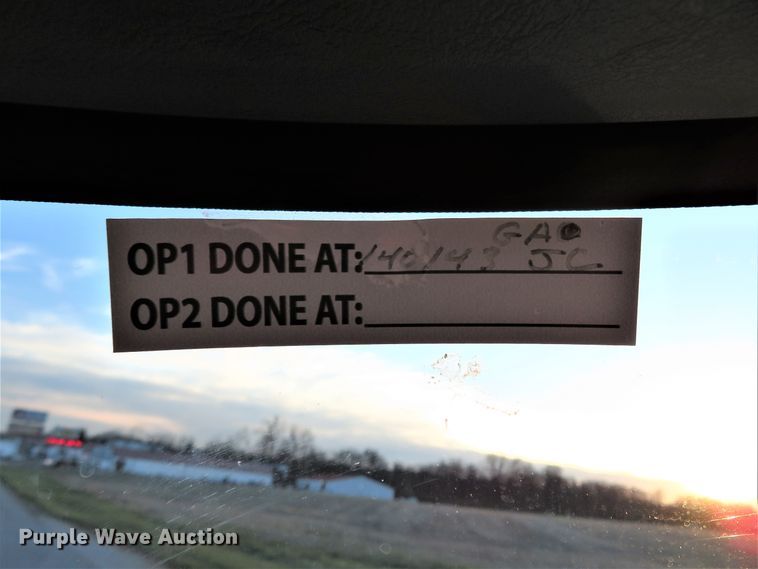 GAO
OP1 DONE AT: 140143 JC
OP2 DONE AT:
Purple Wave Auction